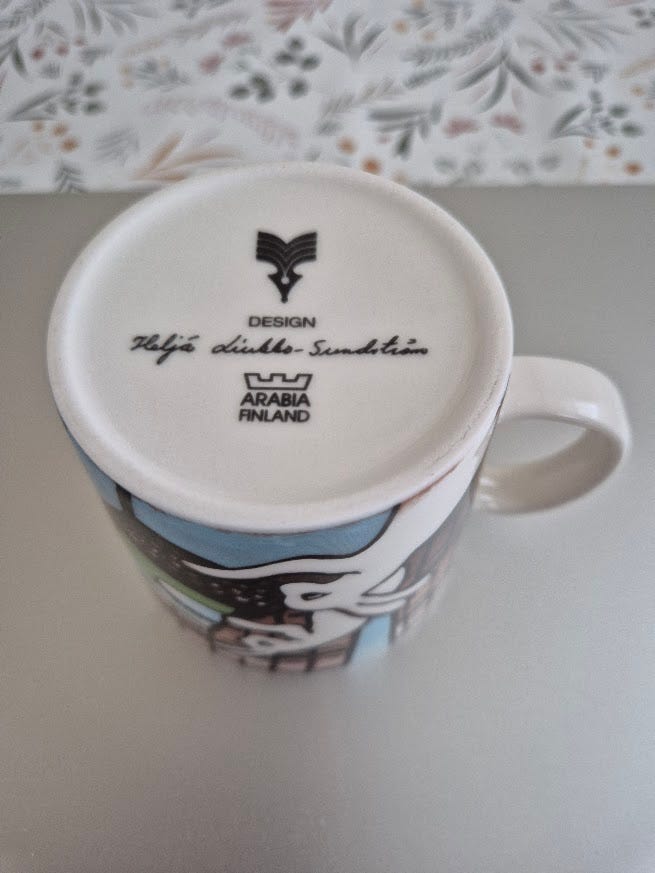 DESIGN
Heljä Liukko-Sundström
ARABIA
FINLAND